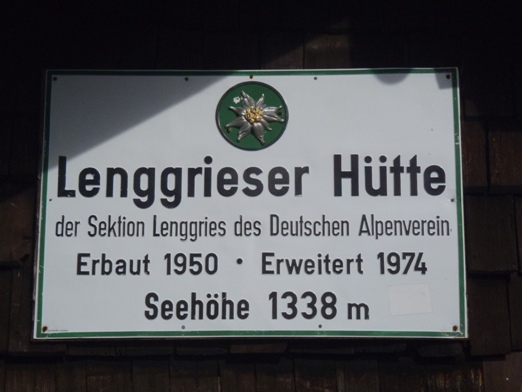 Lenggrieser Hütte
der Sektion Lenggries des Deutschen Alpenverein
Erbaut 1950 · Erweitert 1974
Seehöhe 1338 m